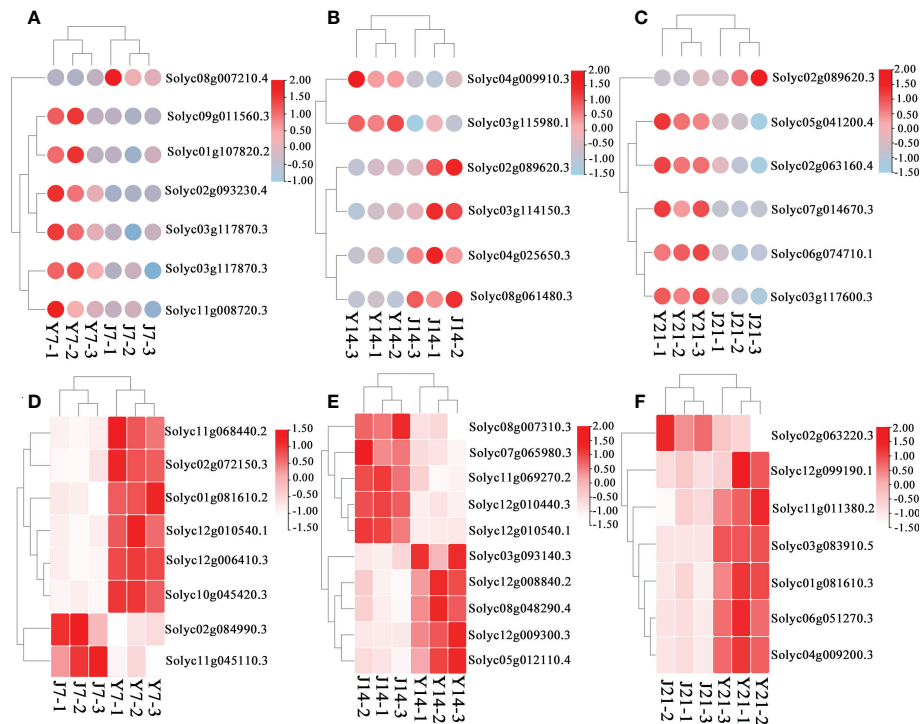 A
Solyc08g007210.4
Solyc09g011560.3
Solyc01g107820.2
Solyc02g093230.4
Solyc03g117870.3
Solyc03g117870.3
Solyc11g008720.3
2.00
1.50
1.00
0.50
0.00
-0.50
-1.00
Y7-1
Y7-2
Y7-3
J7-1
J7-2
J7-3
B
Solyc04g009910.3
Solyc03g115980.1
Solyc02g089620.3
Solyc03g114150.3
Solyc04g025650.3
Solyc08g061480.3
2.00
1.50
1.00
0.50
0.00
-0.50
-1.00
-1.50
Y14-3
Y14-1
Y14-2
J14-3
J14-1
J14-2
C
Solyc02g089620.3
Solyc05g041200.4
Solyc02g063160.4
Solyc07g014670.3
Solyc06g074710.1
Solyc03g117600.3
2.00
1.50
1.00
0.50
0.00
-0.50
-1.00
-1.50
Y21-1
Y21-2
Y21-3
J21-1
J21-2
J21-3
D
Solyc11g068440.2
Solyc02g072150.3
Solyc01g081610.2
Solyc12g010540.1
Solyc12g006410.3
Solyc10g045420.3
Solyc02g084990.3
Solyc11g045110.3
1.50
1.00
0.50
0.00
-0.50
-1.00
-1.50
J7-1
J7-2
J7-3
Y7-1
Y7-2
Y7-3
E
Solyc08g007310.3
Solyc07g065980.3
Solyc11g069270.2
Solyc12g010440.3
Solyc12g010540.1
Solyc03g093140.3
Solyc12g008840.2
Solyc08g048290.4
Solyc12g009300.3
Solyc05g012110.4
2.00
1.50
1.00
0.50
0.00
-0.50
-1.00
-1.50
J14-2
J14-1
J14-3
Y14-1
Y14-2
Y14-3
F
Solyc02g063220.3
Solyc12g099190.1
Solyc11g011380.2
Solyc03g083910.5
Solyc01g081610.3
Solyc06g051270.3
Solyc04g009200.3
2.00
1.50
1.00
0.50
0.00
-0.50
-1.00
-1.50
J21-2
J21-1
J21-3
Y21-3
Y21-1
Y21-2